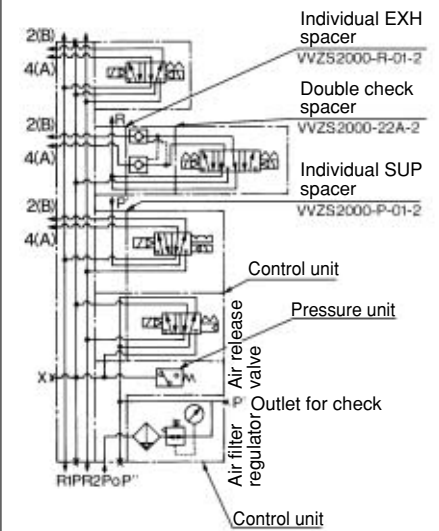 Individual EXH
spacer
VVZS2000-R-01-2
Double check
spacer
VVZS2000-22A-2
Individual SUP
spacer
VVZS2000-P-01-2
2(B)
4(A)
2(B)
4(A)
R
2(B)
4(A)
P
Control unit
Pressure unit
Air release
valve
X
P' Outlet for check
Air filter
regulator
R1PR2PoP''
Control unit